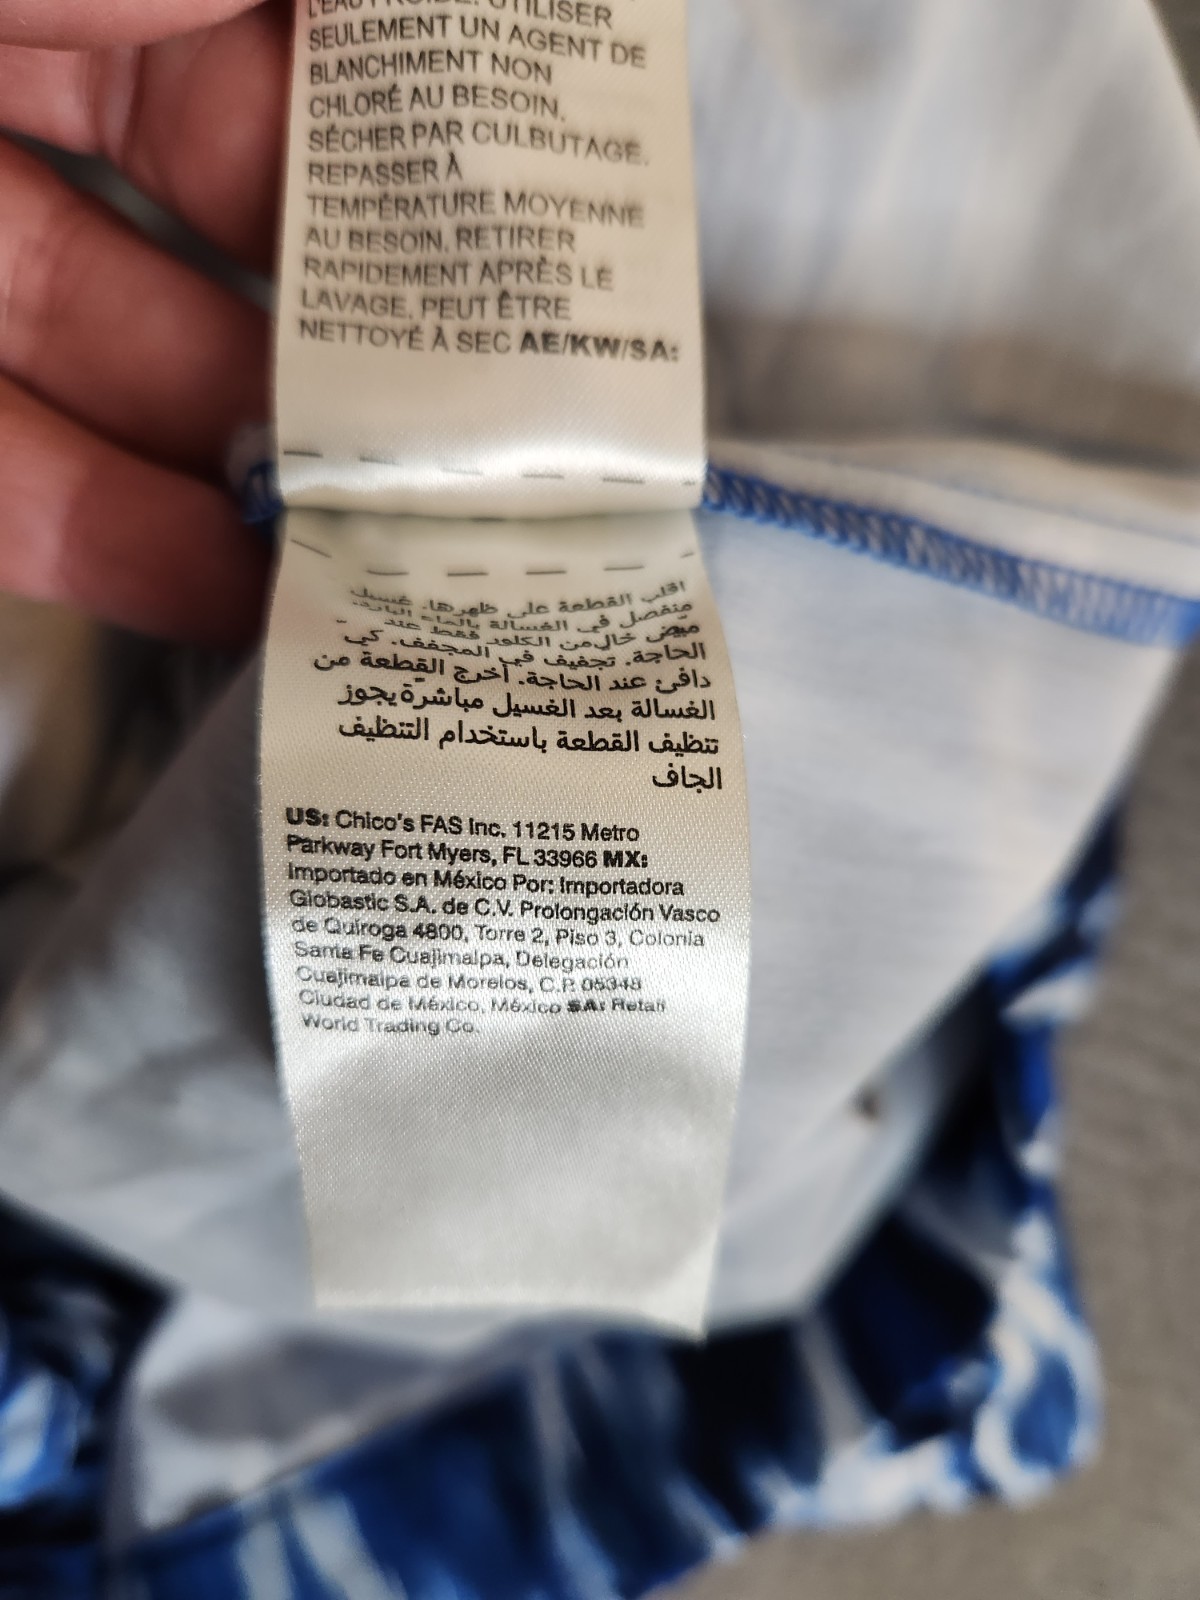 L'EAU FROIDE. UTILISER
SEULEMENT UN AGENT DE
BLANCHIMENT NON
CHLORÉ AU BESOIN.
SÉCHER PAR CULBUTAGE.
REPASSER À
TEMPÉRATURE MOYENNE
AU BESOIN. RETIRER
RAPIDEMENT APRÈS LE
LAVAGE. PEUT ÊTRE
NETTOYÉ À SEC AE/KW/SA:
اقلب القطعة على ظهرها. غسيل
منفصل في الغسالة بالماء البارد.
مبيّض خالٍ من الكلور فقط عند
الحاجة. تجفيف في المجفف. كي
دافئ عند الحاجة. أخرج القطعة من
الغسالة بعد الغسيل مباشرة يجوز
تنظيف القطعة باستخدام التنظيف
الجاف
US: Chico's FAS Inc. 11215 Metro
Parkway Fort Myers, FL 33966 MX:
Importado en México Por: Importadora
Globastic S.A. de C.V. Prolongación Vasco
de Quiroga 4800, Torre 2, Piso 3, Colonia
Santa Fe Cuajimalpa, Delegación
Cuajimalpa de Morelos, C.P. 05348
Ciudad de México, México SA: Retail
World Trading Co.